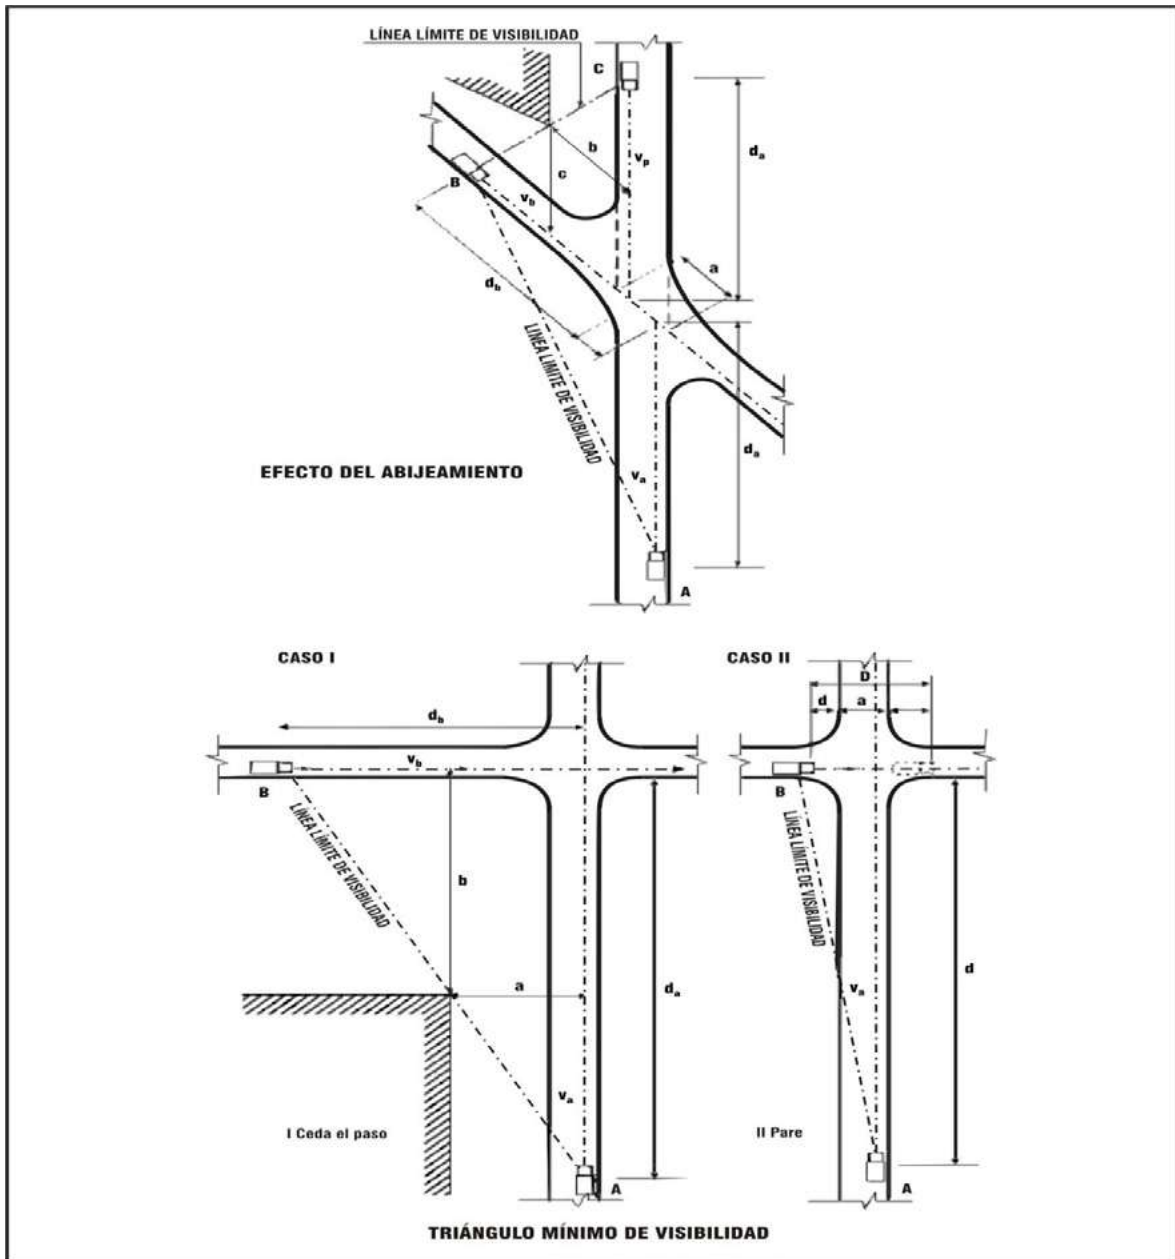 LÍNEA LÍMITE DE VISIBILIDAD
C
b
v_p
d_a
c
B
v_b
a
d_b
LÍNEA LÍMITE DE VISIBILIDAD
d_a
EFECTO DEL ABIJEAMIENTO
v_a
A
CASO I
CASO II
D
d_b
d
a
v_b
B
B
LÍNEA LÍMITE DE VISIBILIDAD
LÍNEA LÍMITE DE VISIBILIDAD
b
a
d_a
v_a
d
v_a
I Ceda el paso
II Pare
A
A
TRIÁNGULO MÍNIMO DE VISIBILIDAD